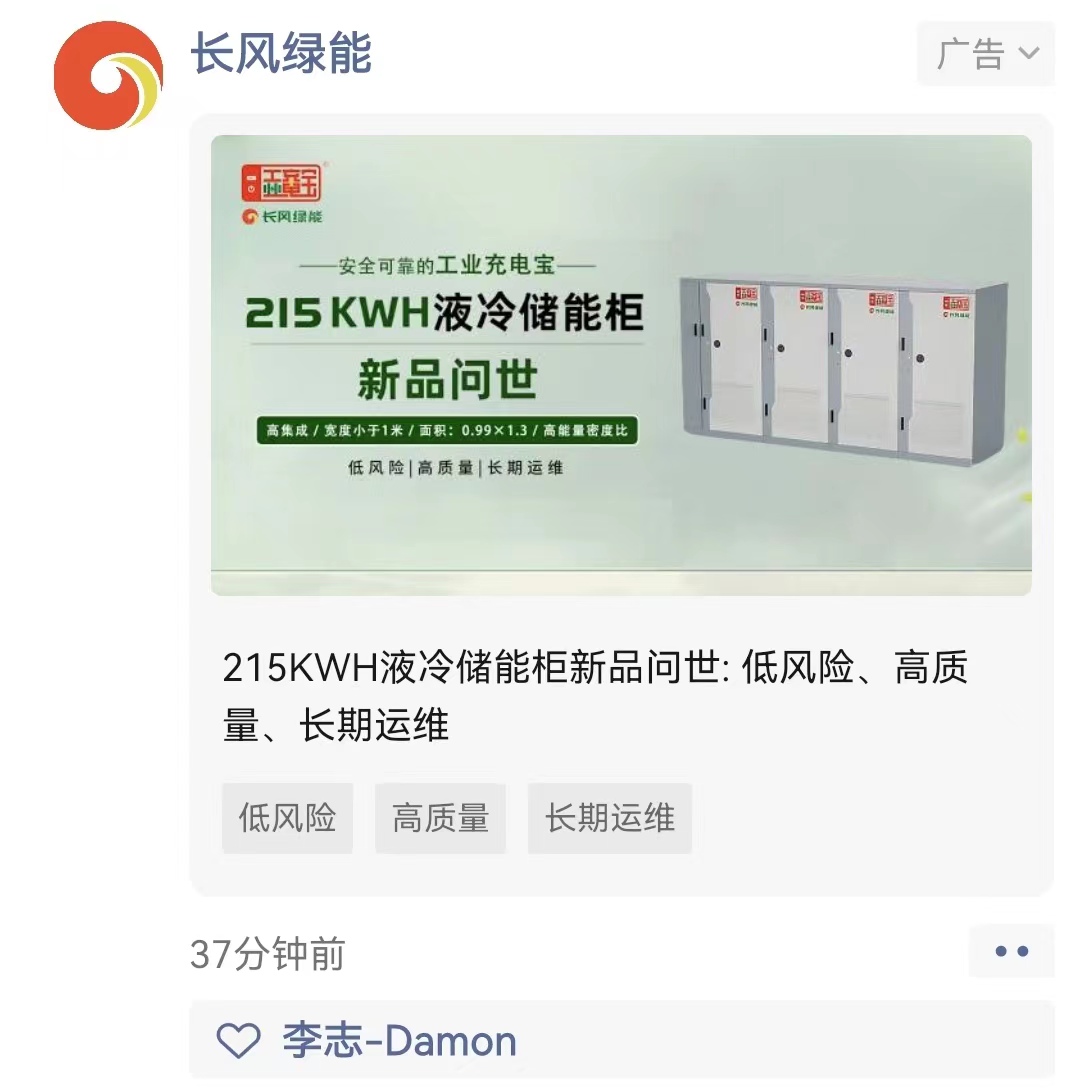 长风绿能
广告
长风绿能
——安全可靠的工业充电宝——
215KWH液冷储能柜
新品问世
高集成 / 宽度小于1米 / 面积：0.99×1.3 / 高能量密度比
低风险|高质量|长期运维
215KWH液冷储能柜新品问世: 低风险、高质
量、长期运维
低风险
高质量
长期运维
37分钟前
李志-Damon